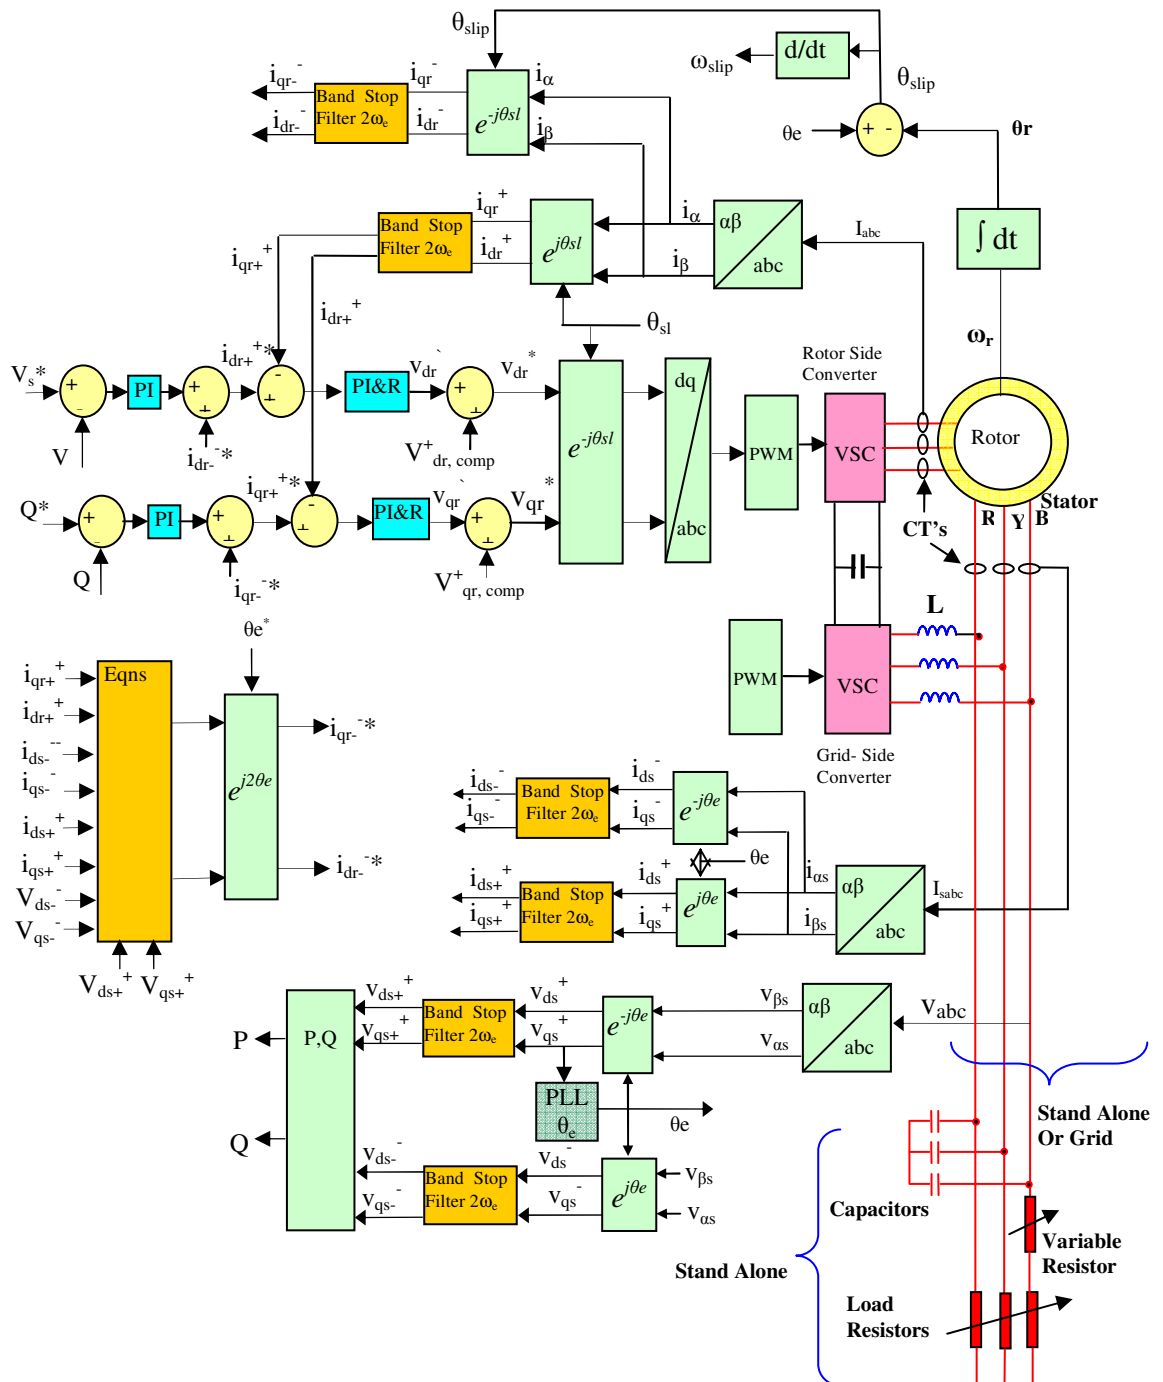 θslip
d/dt
ωslip
θslip
iqr-⁻
iqr⁻
iα
Band Stop
Filter 2ωe
e^-jθsl
idr-⁻
idr⁻
iβ
θe
+ -
θr
iqr⁺
iα
αβ
Iabc
∫ dt
Band Stop
Filter 2ωe
iqr+⁺
idr⁺
e^jθsl
iβ
abc
idr+⁺
θsl
ωr
Rotor Side
Converter
Vs*
+
-
PI
+
+
idr+⁺*
-
+
PI&R
vdr`
+
+
vdr*
dq
Rotor
V
idr-⁻*
V⁺dr, comp
e^-jθsl
PWM
VSC
iqr+⁺*
vqr`
Vqr*
Stator
Q*
+
-
PI
+
+
-
+
PI&R
+
+
abc
R Y B
CT's
Q
iqr-⁻*
V⁺qr, comp
θe*
L
iqr+⁺
Eqns
PWM
VSC
idr+⁺
iqr-⁻*
ids-⁻⁻
Grid- Side
Converter
iqs-⁻
e^j2θe
ids-⁻
ids⁻
Band Stop
Filter 2ωe
e^-jθe
iqs-⁻
iqs⁻
ids+⁺
iqs+⁺
idr-⁻*
θe
iαs
ids+⁺
ids⁺
Band Stop
Filter 2ωe
e^jθe
αβ
Isabc
Vds-⁻
iqs+⁺
iqs⁺
iβs
abc
Vqs-⁻
Vds+⁺ Vqs+⁺
vds+⁺
vds⁺
vβs
αβ
P
P,Q
Band Stop
Filter 2ωe
e^-jθe
vabc
vqs+⁺
vqs⁺
vαs
abc
PLL
θe
θe
Stand Alone
Or Grid
Q
vds-⁻
vds⁻
Band Stop
Filter 2ωe
e^jθe
vβs
vqs-⁻
vqs⁻
vαs
Capacitors
Variable
Resistor
Stand Alone
Load
Resistors